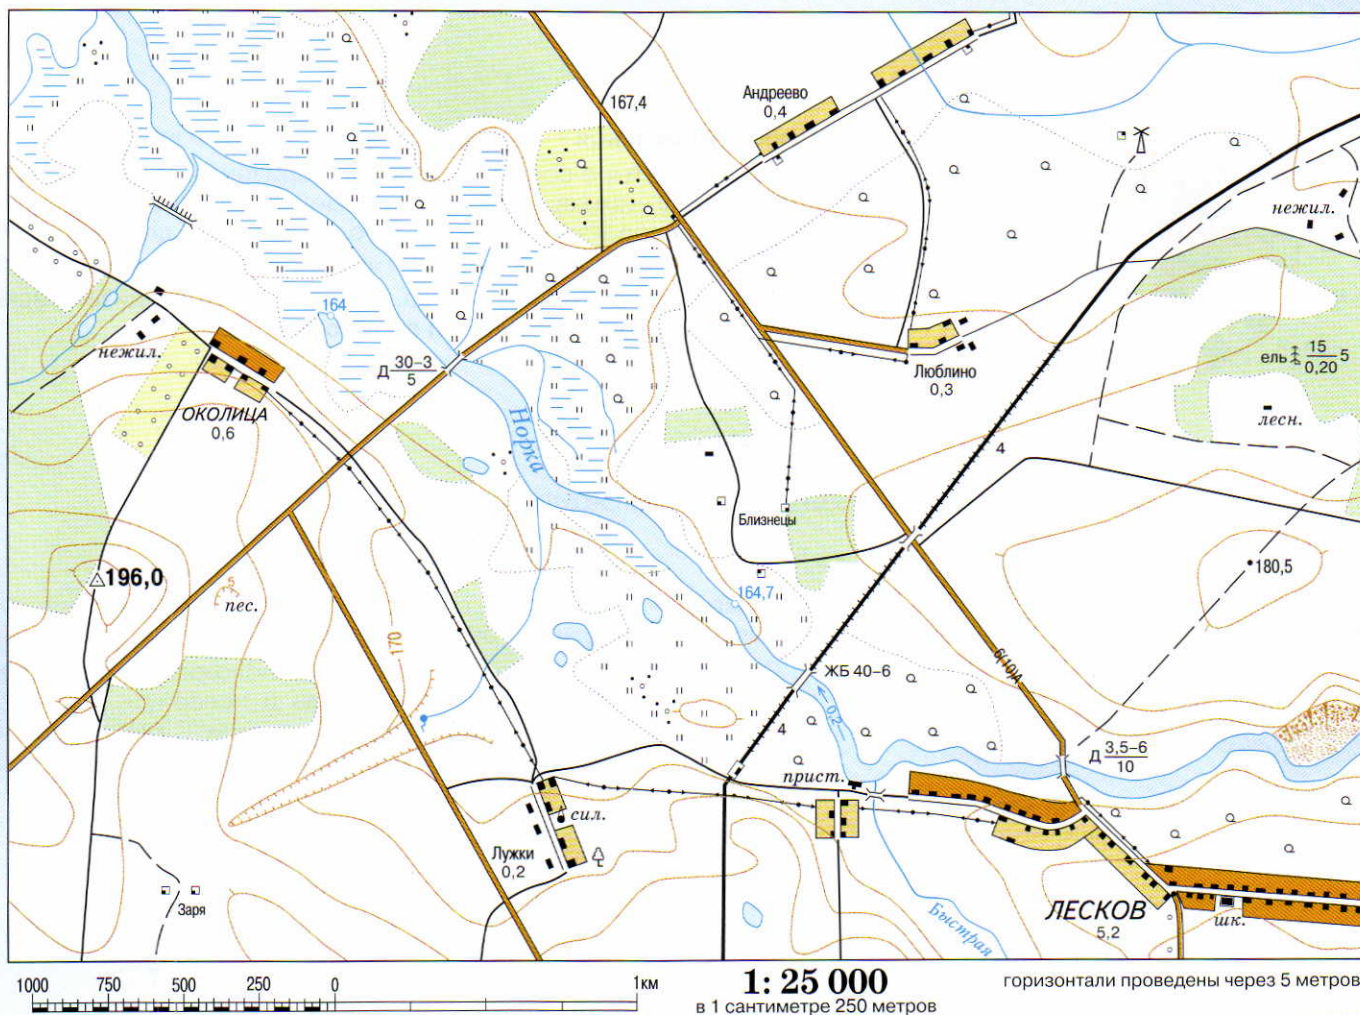 Андреево
0,4
167,4
нежил.
164
нежил.
Д 30–3
5
ОКОЛИЦА
0,6
Норка
Люблино
0,3
ель 15 5
0,20
лесн.
4
Близнецы
196,0
5
пес.
180,5
164,7
170
6(10)А
ЖБ 40–6
0,2
4
Д 3,5–6
10
прист.
сил.
Лужки
0,2
Заря
Быстрая
ЛЕСКОВ
5,2
шк.
1000 750 500 250 0 1км
1: 25 000
в 1 сантиметре 250 метров
горизонтали проведены через 5 метров